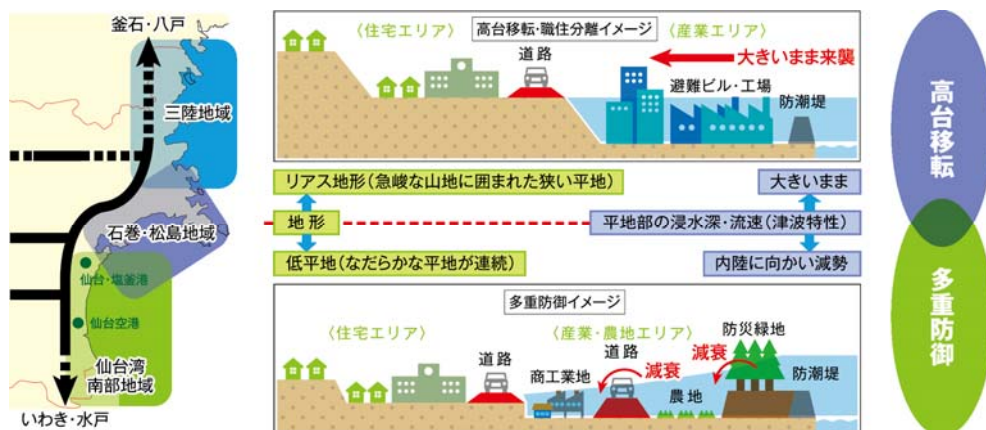 釜石・八戸
三陸地域
石巻・松島地域
仙台・塩釜港
仙台空港
仙台湾
南部地域
いわき・水戸
〈住宅エリア〉
高台移転・職住分離イメージ
〈産業エリア〉
道路
大きいまま来襲
避難ビル・工場
防潮堤
リアス地形(急峻な山地に囲まれた狭い平地)
大きいまま
地形
平地部の浸水深・流速(津波特性)
低平地(なだらかな平地が連続)
内陸に向かい減勢
多重防御イメージ
〈住宅エリア〉
〈産業・農地エリア〉
防災緑地
道路
道路
減衰
減衰
商工業地
農地
防潮堤
高台移転
多重防御